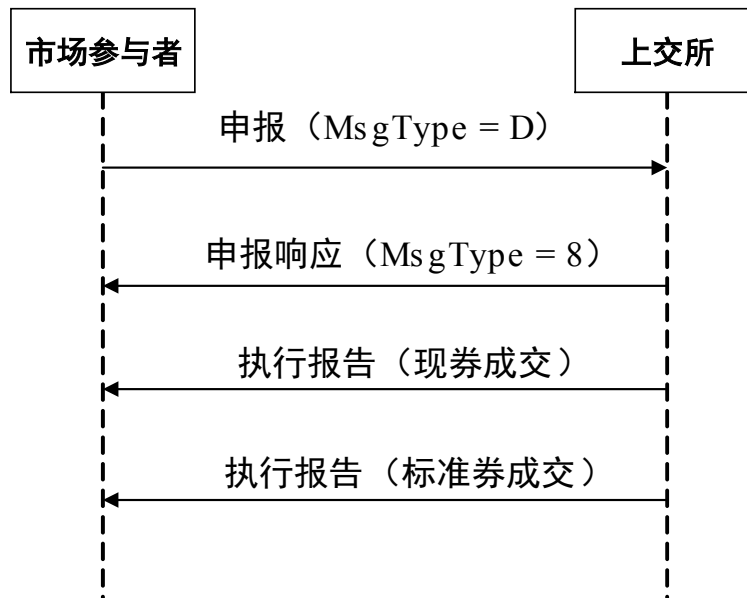 市场参与者
上交所
申报（MsgType = D）
申报响应（MsgType = 8）
执行报告（现券成交）
执行报告（标准券成交）